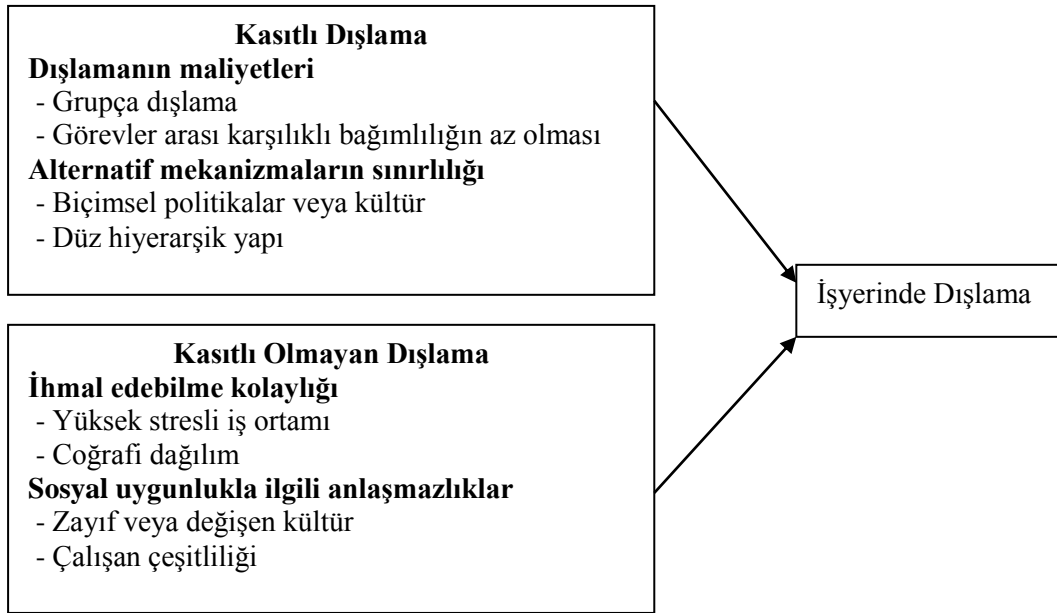 Kasıtlı Dışlama
Dışlamanın maliyetleri
- Grupça dışlama
- Görevler arası karşılıklı bağımlılığın az olması
Alternatif mekanizmaların sınırlılığı
- Biçimsel politikalar veya kültür
- Düz hiyerarşik yapı
İşyerinde Dışlama
Kasıtlı Olmayan Dışlama
İhmal edebilme kolaylığı
- Yüksek stresli iş ortamı
- Coğrafi dağılım
Sosyal uygunlukla ilgili anlaşmazlıklar
- Zayıf veya değişen kültür
- Çalışan çeşitliliği